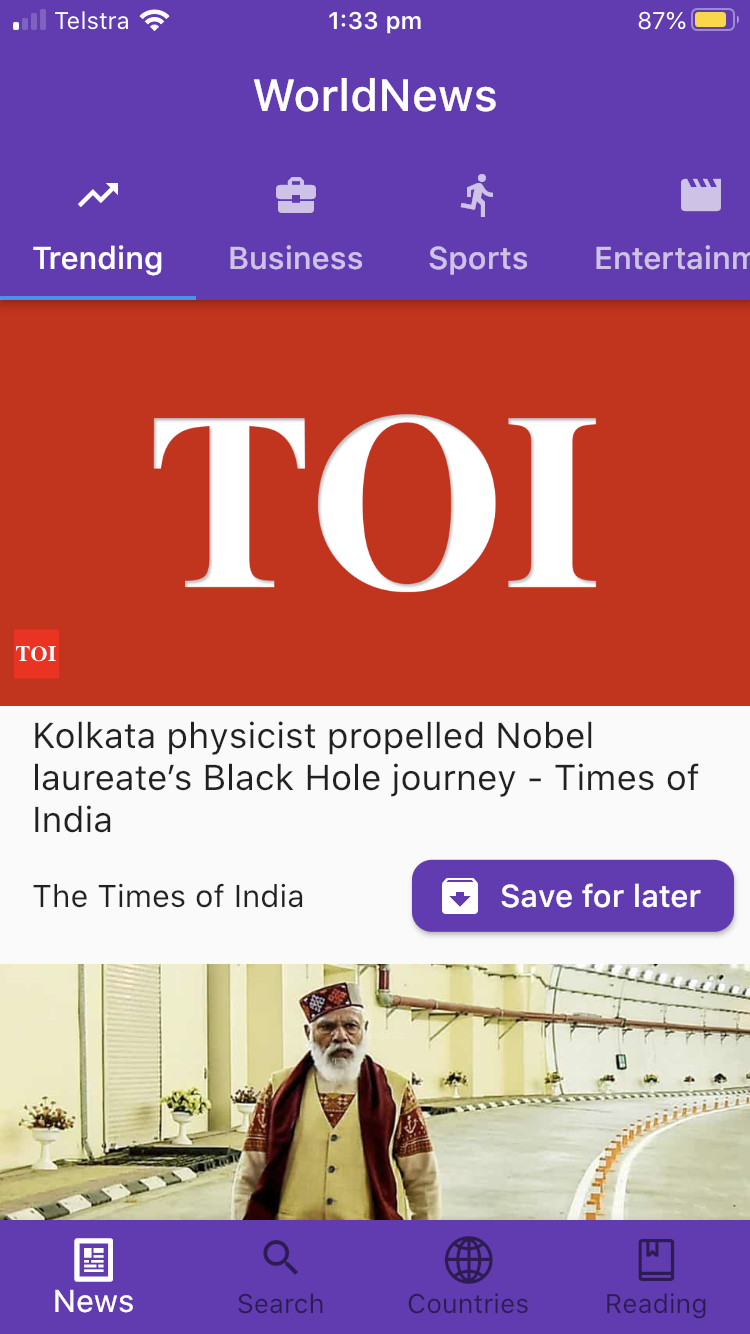 Telstra 1:33 pm 87%
WorldNews
Trending Business Sports Entertainm
TOI
TOI
Kolkata physicist propelled Nobel
laureate’s Black Hole journey - Times of
India
The Times of India Save for later
News Search Countries Reading